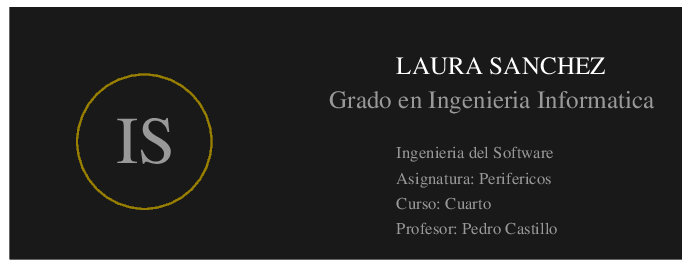 IS
LAURA SANCHEZ
Grado en Ingenieria Informatica
Ingenieria del Software
Asignatura: Perifericos
Curso: Cuarto
Profesor: Pedro Castillo